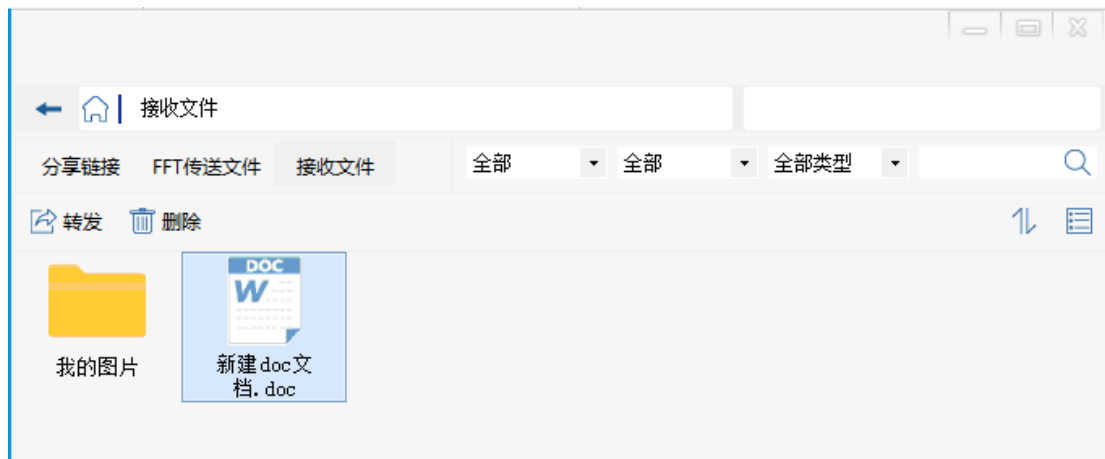 接收文件
分享链接 FFT传送文件 接收文件 全部 全部 全部类型
转发 删除
DOC
W
我的图片
新建doc文
档.doc